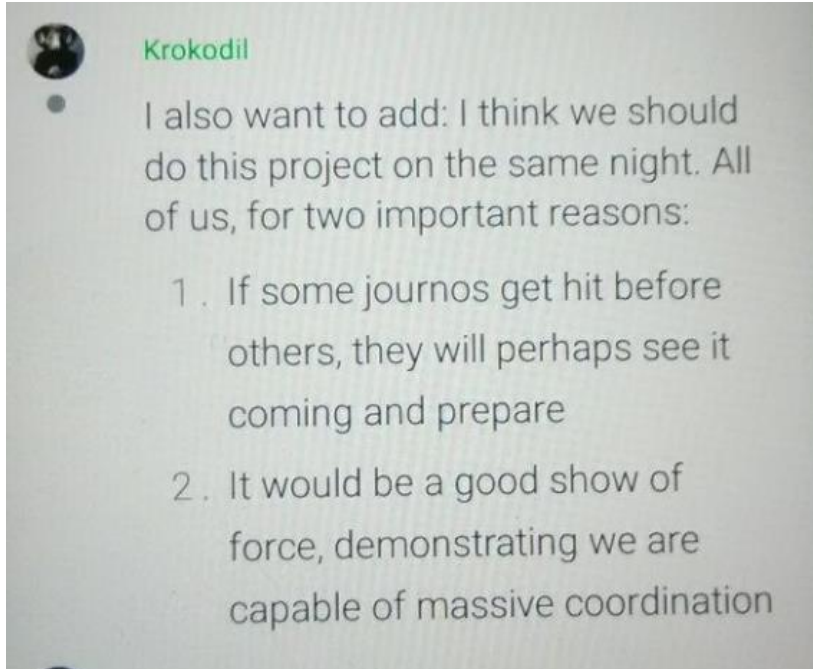 Krokodil
I also want to add: I think we should
do this project on the same night. All
of us, for two important reasons:
1. If some journos get hit before
others, they will perhaps see it
coming and prepare
2. It would be a good show of
force, demonstrating we are
capable of massive coordination